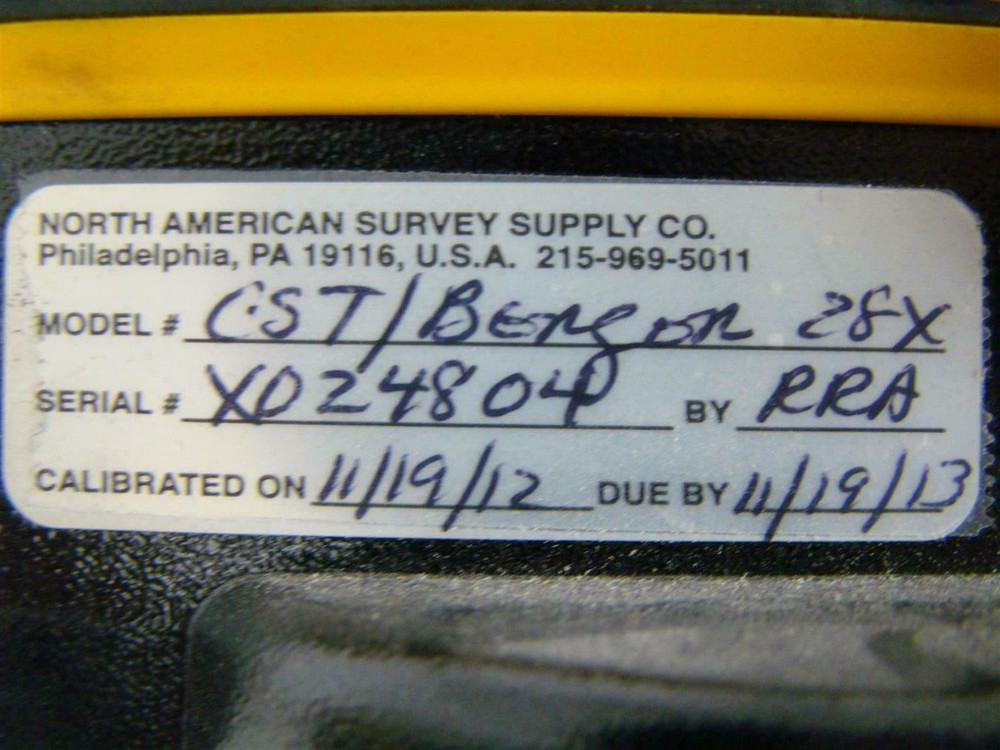 NORTH AMERICAN SURVEY SUPPLY CO.
Philadelphia, PA 19116, U.S.A. 215-969-5011
MODEL # CST/Berger 28X
SERIAL # XD24804 BY RRA
CALIBRATED ON 11/19/12 DUE BY 11/19/13